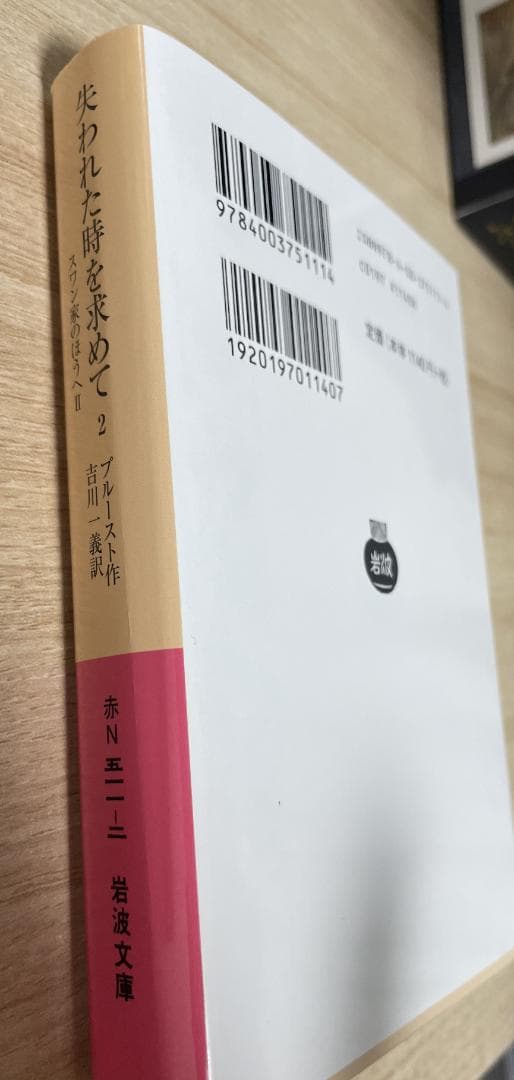 失われた時を求めて 2
スワン家のほうへ II
プルースト作
吉川一義訳
赤N五一一-二
岩波文庫
9784003751114
1920197011407
岩波